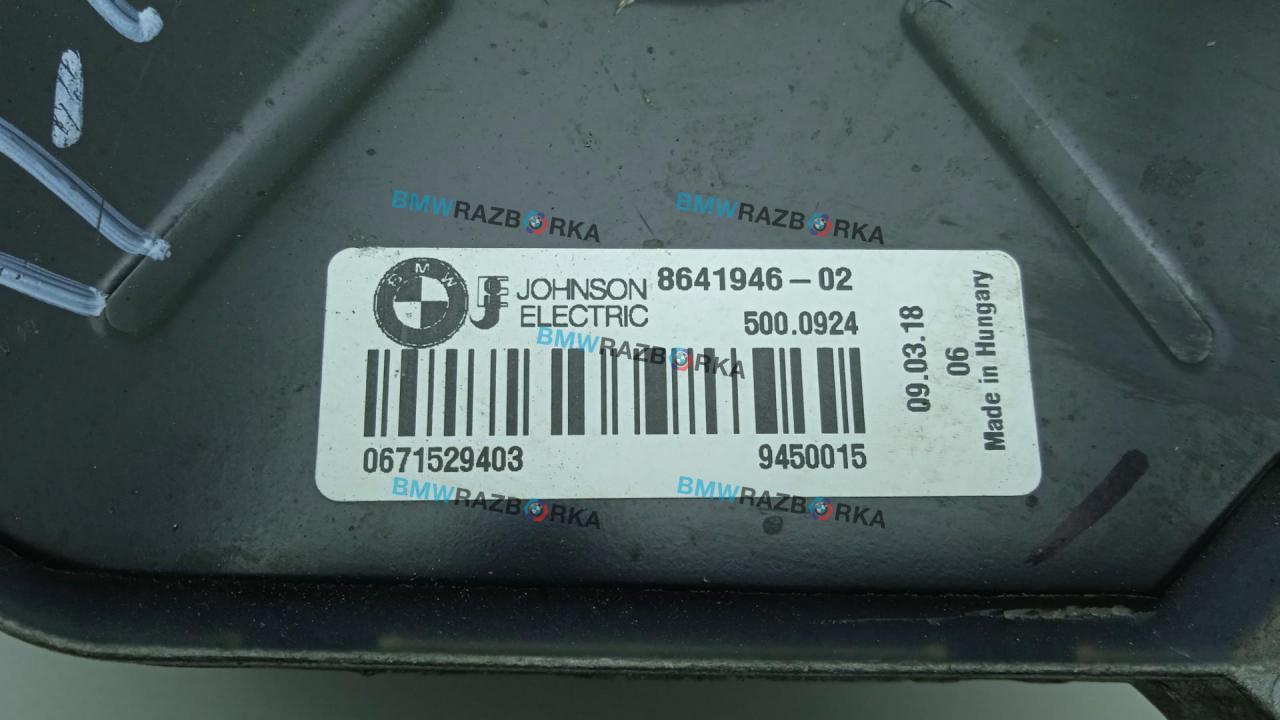 BMWRAZBORKA BMWRAZBORKA
BMW
JOHNSON
ELECTRIC
8641946-02
500.0924
BMWRAZBORKA
0671529403
9450015
09.03.18
06
Made in Hungary
BMWRAZBORKA BMWRAZBORKA